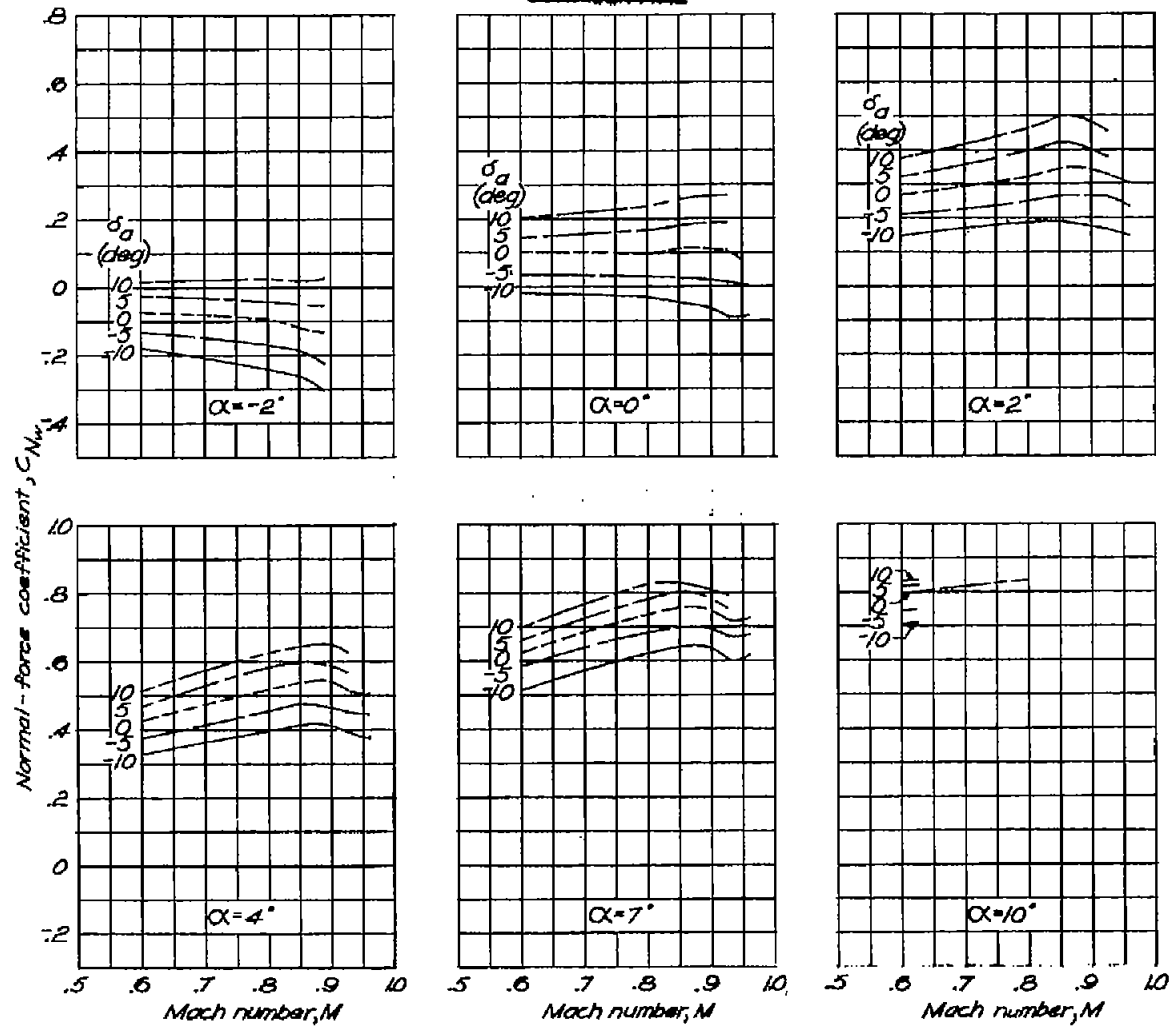 .8
.6
.4
.2
0
-.2
-.4
δa
(deg)
10
5
0
-5
-10
α=-2°
δa
(deg)
10
5
0
-5
-10
α=0°
δa
(deg)
10
5
0
-5
-10
α=2°
Normal-force coefficient, CNw
1.0
.8
.6
.4
.2
0
-.2
10
5
0
-5
-10
α=4°
10
5
0
-5
-10
α=7°
10
5
0
-5
-10
α=10°
.5 .6 .7 .8 .9 1.0
.5 .6 .7 .8 .9 1.0
.5 .6 .7 .8 .9 1.0
Mach number, M
Mach number, M
Mach number, M